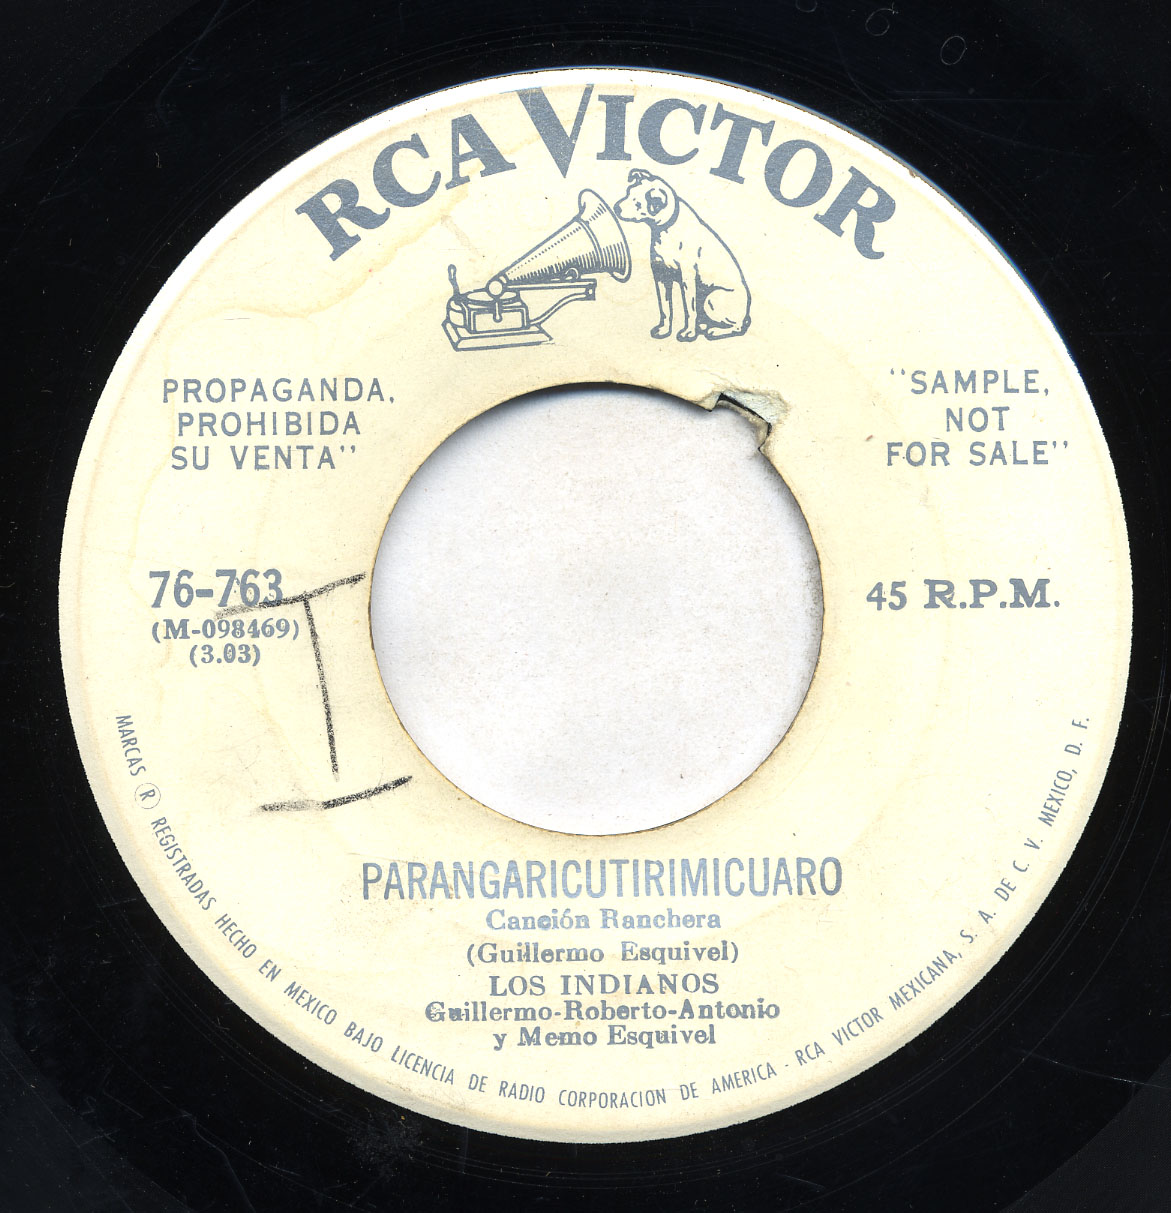 RCA VICTOR
PROPAGANDA,
PROHIBIDA
SU VENTA"
"SAMPLE,
NOT
FOR SALE"
76-763
(M-098469)
(3.03)
I
45 R.P.M.
PARANGARICUTIRIMICUARO
Canción Ranchera
(Guillermo Esquivel)
LOS INDIANOS
Guillermo-Roberto-Antonio
y Memo Esquivel
MARCAS ® REGISTRADAS HECHO EN MEXICO BAJO LICENCIA DE RADIO CORPORACION DE AMERICA - RCA VICTOR MEXICANA, S. A. DE C. V. MEXICO, D. F.